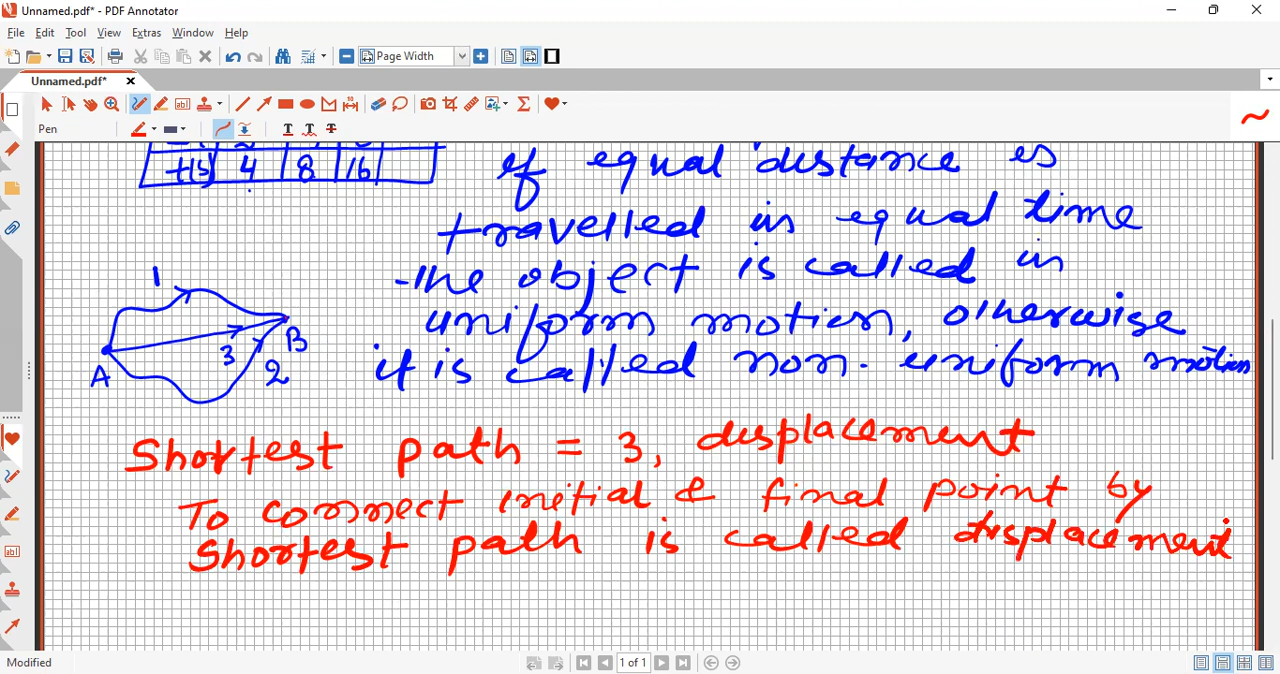 Unnamed.pdf* - PDF Annotator
File Edit Tool View Extras Window Help
Page Width
Unnamed.pdf*
Pen
t(s) 4 8 16
If equal distance is
travelled in equal time
the object is called in
uniform motion, otherwise
it is called non-uniform motion
1
3
B
A
2
Shortest path = 3, displacement
To connect initial & final point by
Shortest path is called displacement
Modified
1 of 1